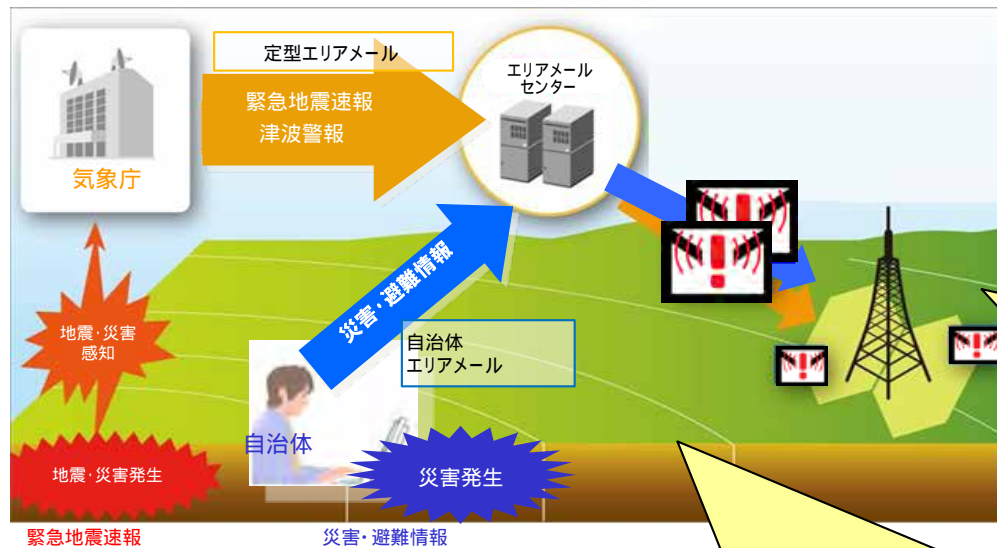 定型エリアメール
緊急地震速報
津波警報
エリアメール
センター
気象庁
災害・避難情報
地震・災害
感知
自治体
エリアメール
自治体
地震・災害発生
災害発生
緊急地震速報
災害・避難情報